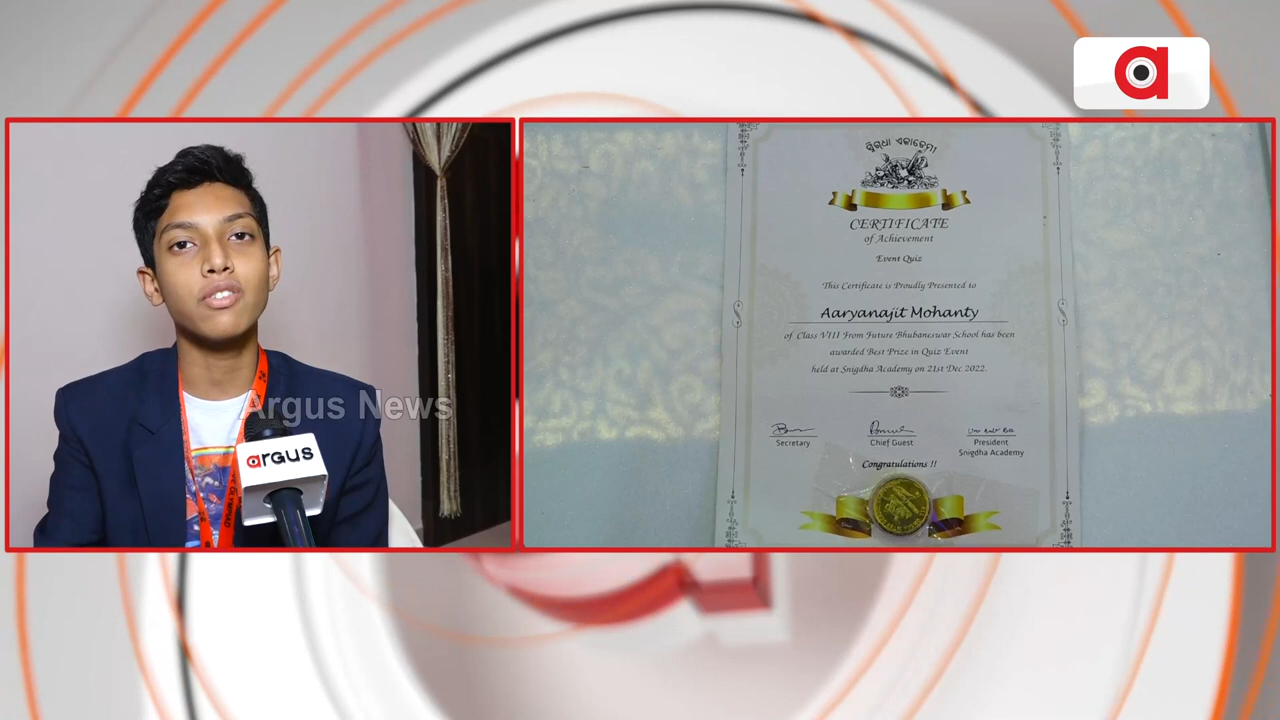 a
Argus News
aRGUS
OLYMPIAD
ସ୍ନିଗ୍ଧା ଏକାଡେମୀ
CERTIFICATE
of Achievement
Event Quiz
This Certificate is Proudly Presented to
Aaryanajit Mohanty
of Class VIII From Future Bhubaneswar School has been
awarded Best Prize in Quiz Event
held at Snigdha Academy on 21st Dec 2022.
Secretary
Chief Guest
President
Snigdha Academy
Congratulations !!